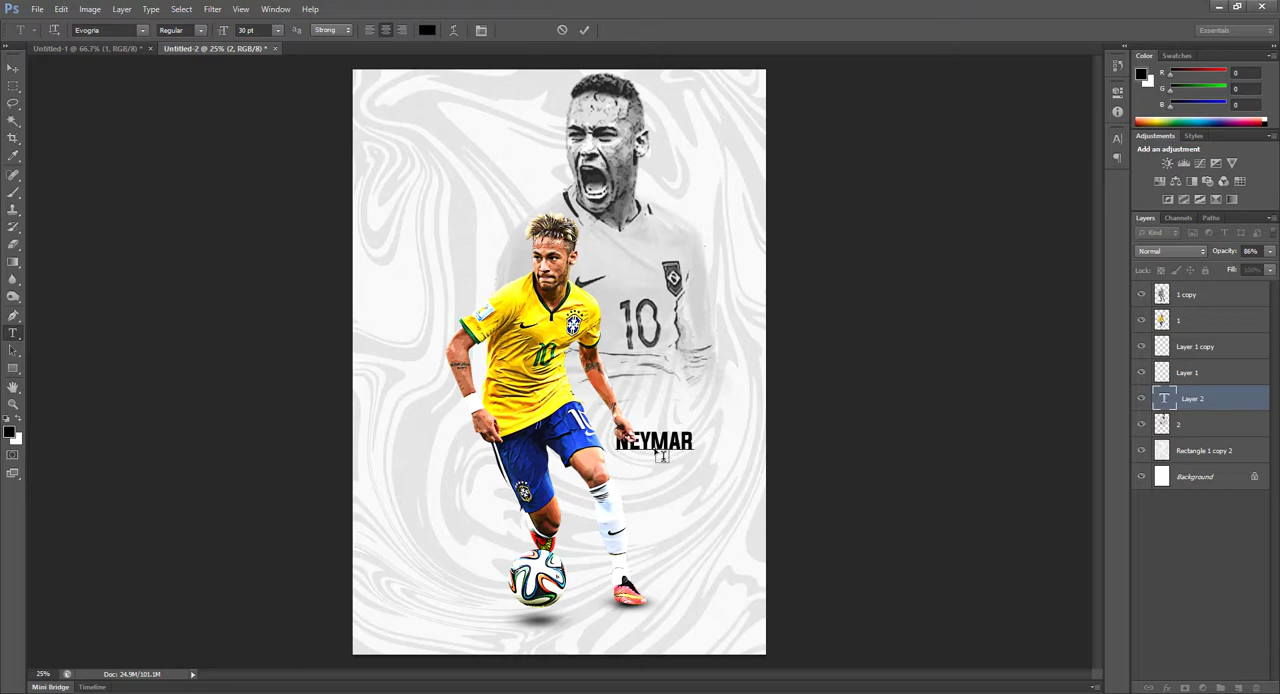 Ps File Edit Image Layer Type Select Filter View Window Help
Evogria Regular 30 pt Strong Essentials
Untitled-1 @ 66.7% (1, RGB/8) * × Untitled-2 @ 25% (2, RGB/8) * ×
Color Swatches
R 0
G 0
B 0
Adjustments Styles
Add an adjustment
Layers Channels Paths
Kind
Normal Opacity: 86%
Lock: Fill: 100%
1 copy
1
Layer 1 copy
Layer 1
Layer 2
2
Rectangle 1 copy 2
Background
10
10
10
NEYMAR
25% Doc: 24.9M/101.1M
Mini Bridge Timeline